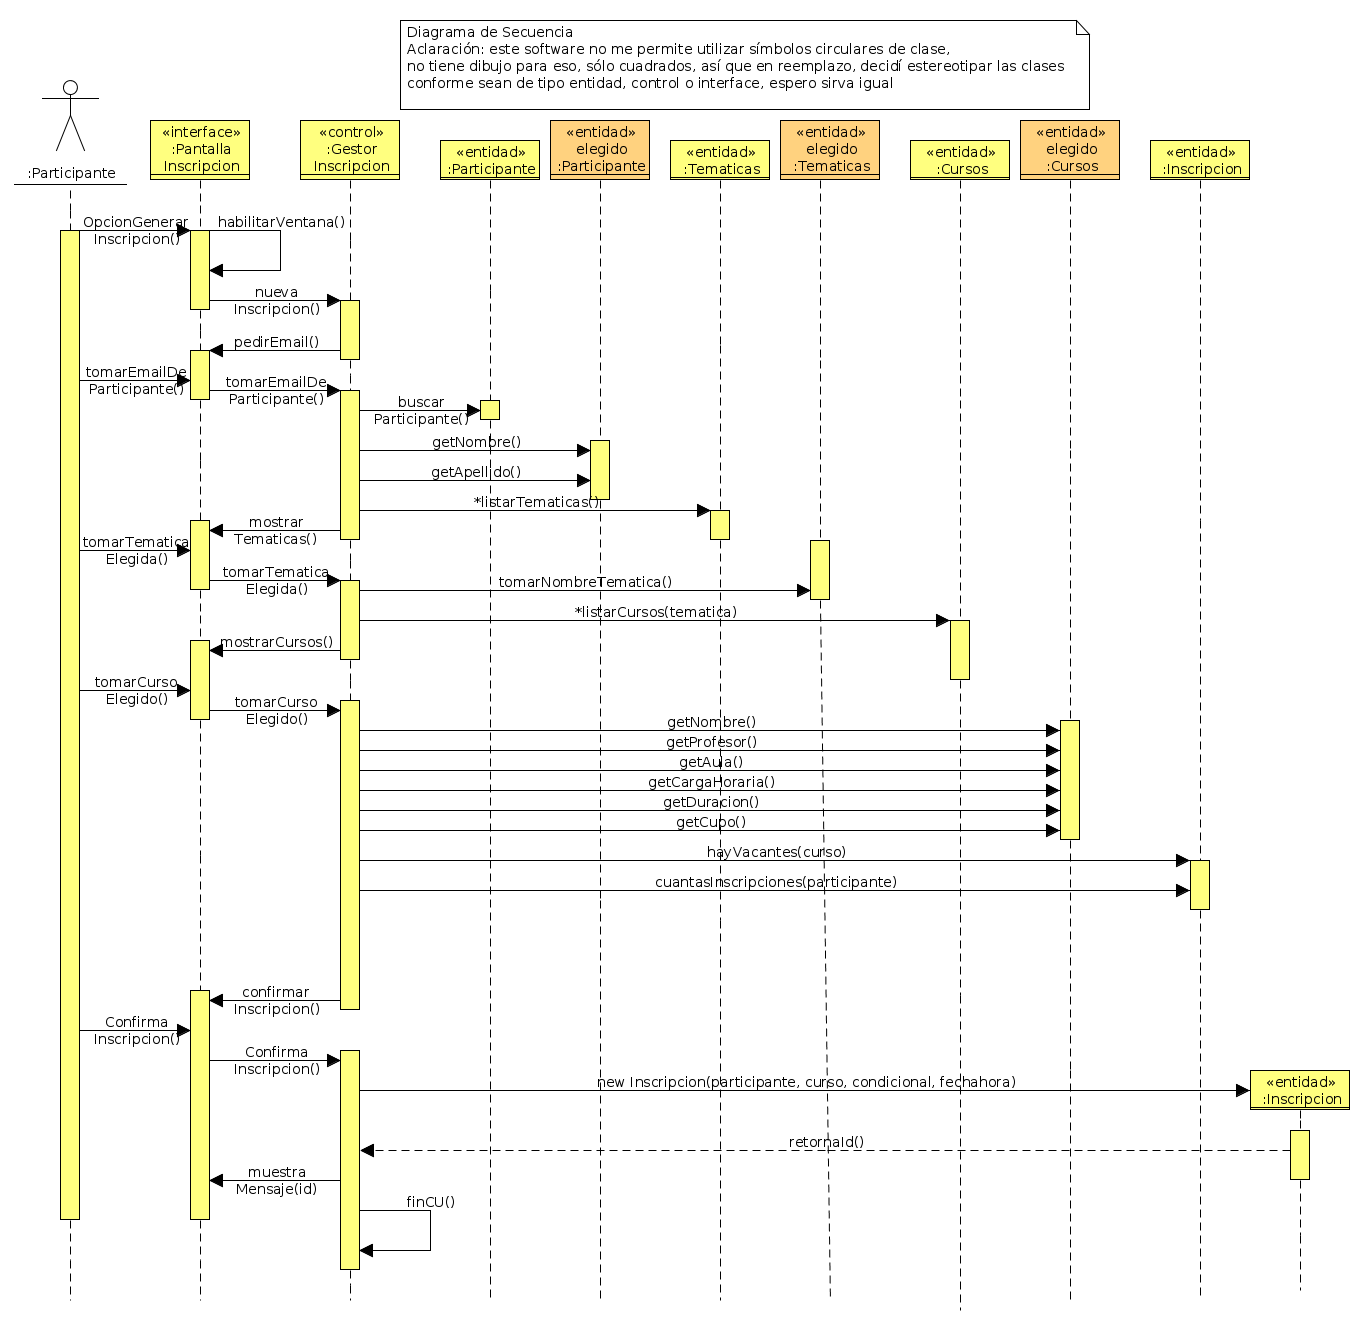 Diagrama de Secuencia
Aclaración: este software no me permite utilizar símbolos circulares de clase,
no tiene dibujo para eso, sólo cuadrados, así que en reemplazo, decidí estereotipar las clases
conforme sean de tipo entidad, control o interface, espero sirva igual
:Participante
«interface»
:Pantalla
Inscripcion
«control»
:Gestor
Inscripcion
«entidad»
:Participante
«entidad»
elegido
:Participante
«entidad»
:Tematicas
«entidad»
elegido
:Tematicas
«entidad»
:Cursos
«entidad»
elegido
:Cursos
«entidad»
:Inscripcion
OpcionGenerar
Inscripcion()
habilitarVentana()
nueva
Inscripcion()
pedirEmail()
tomarEmailDe
Participante()
tomarEmailDe
Participante()
buscar
Participante()
getNombre()
getApellido()
*listarTematicas()
mostrar
Tematicas()
tomarTematica
Elegida()
tomarTematica
Elegida()
tomarNombreTematica()
*listarCursos(tematica)
mostrarCursos()
tomarCurso
Elegido()
tomarCurso
Elegido()
getNombre()
getProfesor()
getAula()
getCargaHoraria()
getDuracion()
getCupo()
hayVacantes(curso)
cuantasInscripciones(participante)
confirmar
Inscripcion()
Confirma
Inscripcion()
Confirma
Inscripcion()
new Inscripcion(participante, curso, condicional, fechahora)
«entidad»
:Inscripcion
retornaId()
muestra
Mensaje(id)
finCU()